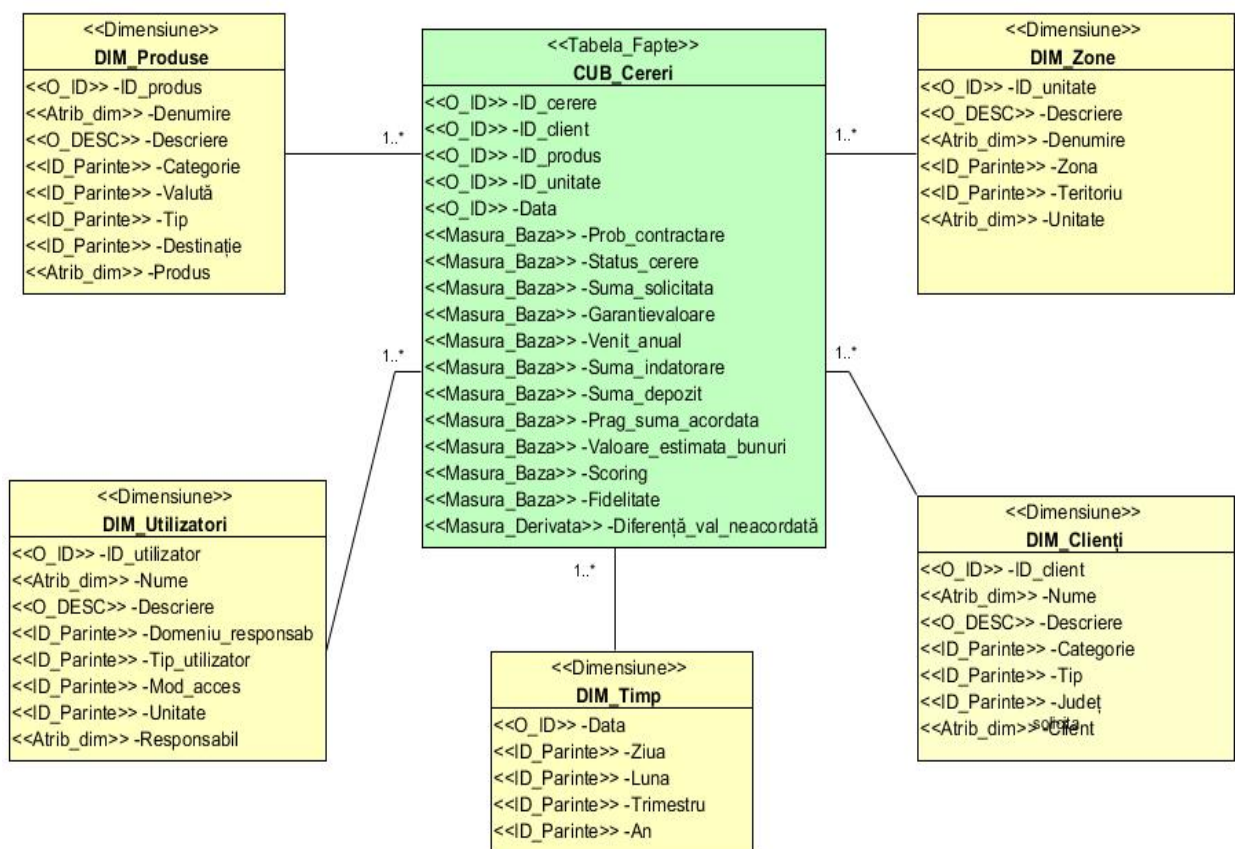 <<Dimensiune>>
DIM_Produse
<<O_ID>> -ID_produs
<<Atrib_dim>> -Denumire
<<O_DESC>> -Descriere
<<ID_Parinte>> -Categorie
<<ID_Parinte>> -Valută
<<ID_Parinte>> -Tip
<<ID_Parinte>> -Destinație
<<Atrib_dim>> -Produs
1..*
<<Tabela_Fapte>>
CUB_Cereri
<<O_ID>> -ID_cerere
<<O_ID>> -ID_client
<<O_ID>> -ID_produs
<<O_ID>> -ID_unitate
<<O_ID>> -Data
<<Masura_Baza>> -Prob_contractare
<<Masura_Baza>> -Status_cerere
<<Masura_Baza>> -Suma_solicitata
<<Masura_Baza>> -Garantievaloare
<<Masura_Baza>> -Venit_anual
<<Masura_Baza>> -Suma_indatorare
<<Masura_Baza>> -Suma_depozit
<<Masura_Baza>> -Prag_suma_acordata
<<Masura_Baza>> -Valoare_estimata_bunuri
<<Masura_Baza>> -Scoring
<<Masura_Baza>> -Fidelitate
<<Masura_Derivata>> -Diferență_val_neacordată
1..*
<<Dimensiune>>
DIM_Zone
<<O_ID>> -ID_unitate
<<O_DESC>> -Descriere
<<Atrib_dim>> -Denumire
<<ID_Parinte>> -Zona
<<ID_Parinte>> -Teritoriu
<<Atrib_dim>> -Unitate
1..*
1..*
<<Dimensiune>>
DIM_Utilizatori
<<O_ID>> -ID_utilizator
<<Atrib_dim>> -Nume
<<O_DESC>> -Descriere
<<ID_Parinte>> -Domeniu_responsab
<<ID_Parinte>> -Tip_utilizator
<<ID_Parinte>> -Mod_acces
<<ID_Parinte>> -Unitate
<<Atrib_dim>> -Responsabil
1..*
<<Dimensiune>>
DIM_Timp
<<O_ID>> -Data
<<ID_Parinte>> -Ziua
<<ID_Parinte>> -Luna
<<ID_Parinte>> -Trimestru
<<ID_Parinte>> -An
<<Dimensiune>>
DIM_Clienți
<<O_ID>> -ID_client
<<Atrib_dim>> -Nume
<<O_DESC>> -Descriere
<<ID_Parinte>> -Categorie
<<ID_Parinte>> -Tip
<<ID_Parinte>> -Județ
solicita
<<Atrib_dim>> -Client